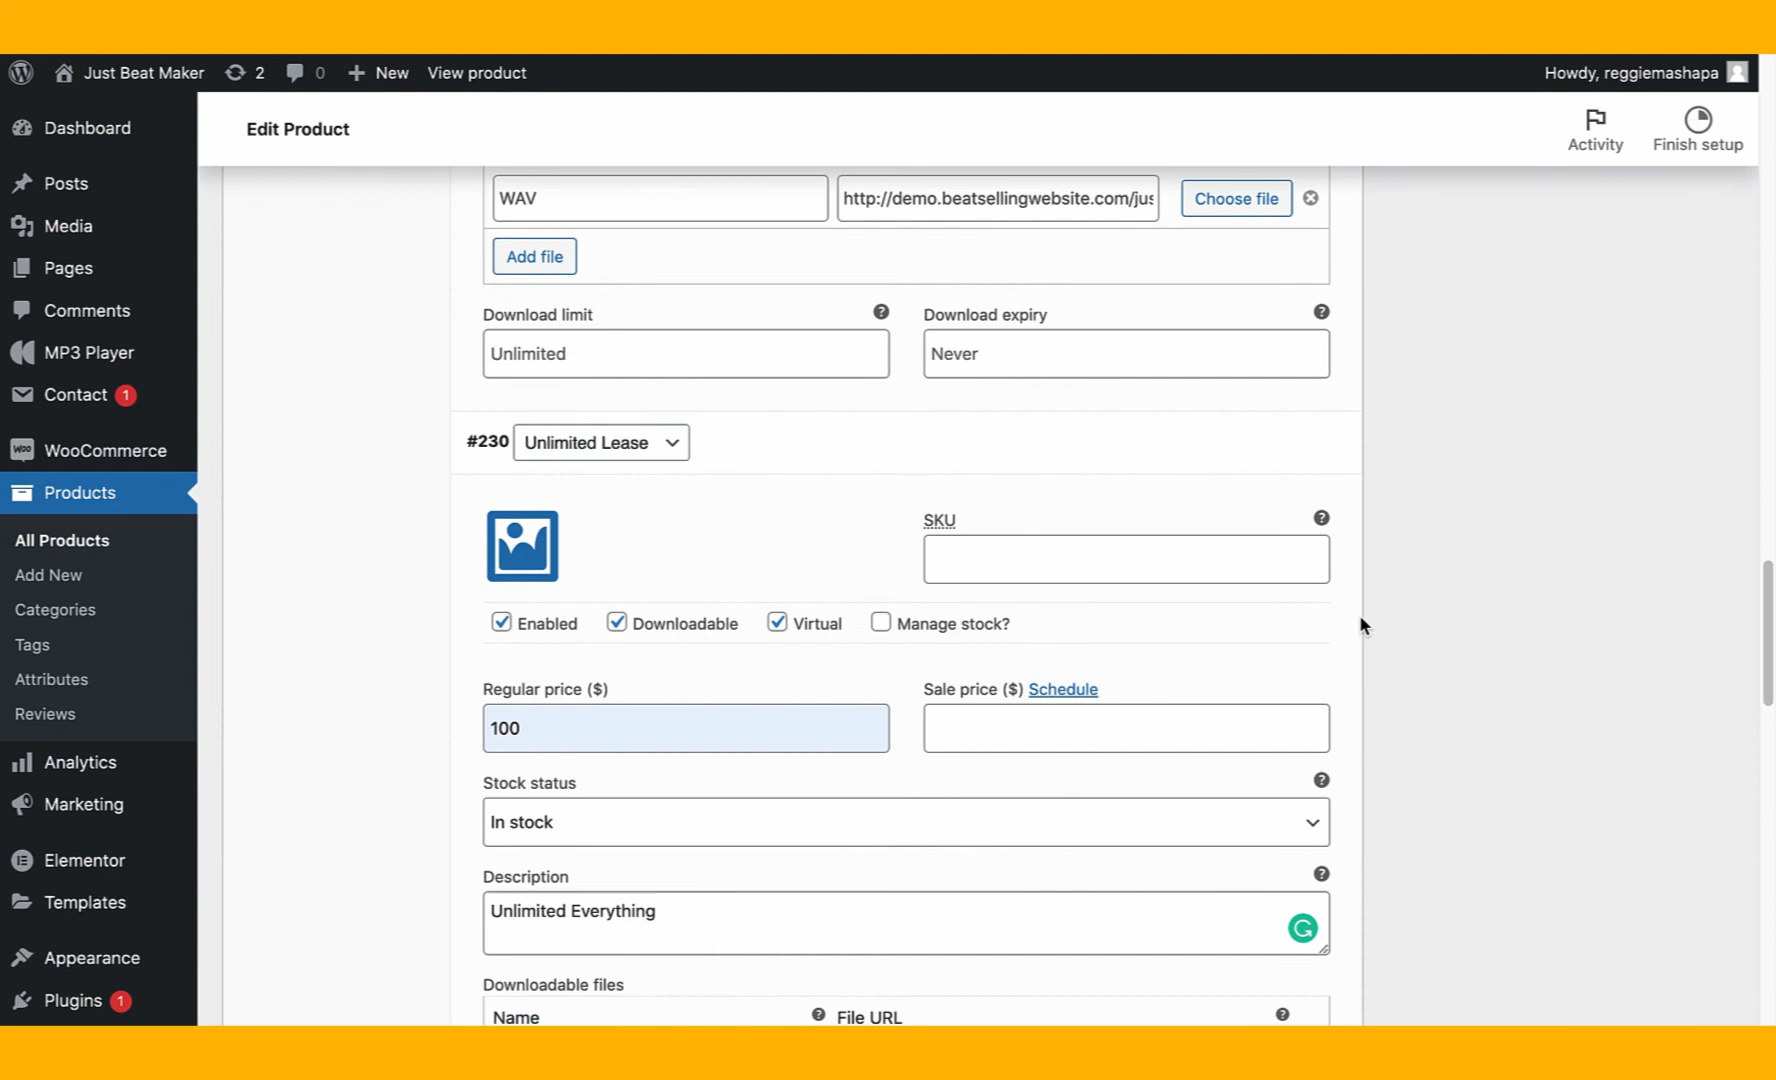 Just Beat Maker 2 0 New View product Howdy, reggiemashapa
Dashboard
Posts
Media
Pages
Comments
MP3 Player
Contact 1
WooCommerce
Products
All Products
Add New
Categories
Tags
Attributes
Reviews
Analytics
Marketing
Elementor
Templates
Appearance
Plugins 1
Edit Product
Activity
Finish setup
WAV http://demo.beatsellingwebsite.com/jus Choose file
Add file
Download limit Download expiry
Unlimited Never
#230 Unlimited Lease
SKU
Enabled Downloadable Virtual Manage stock?
Regular price ($) Sale price ($) Schedule
100
Stock status
In stock
Description
Unlimited Everything
Downloadable files
Name File URL